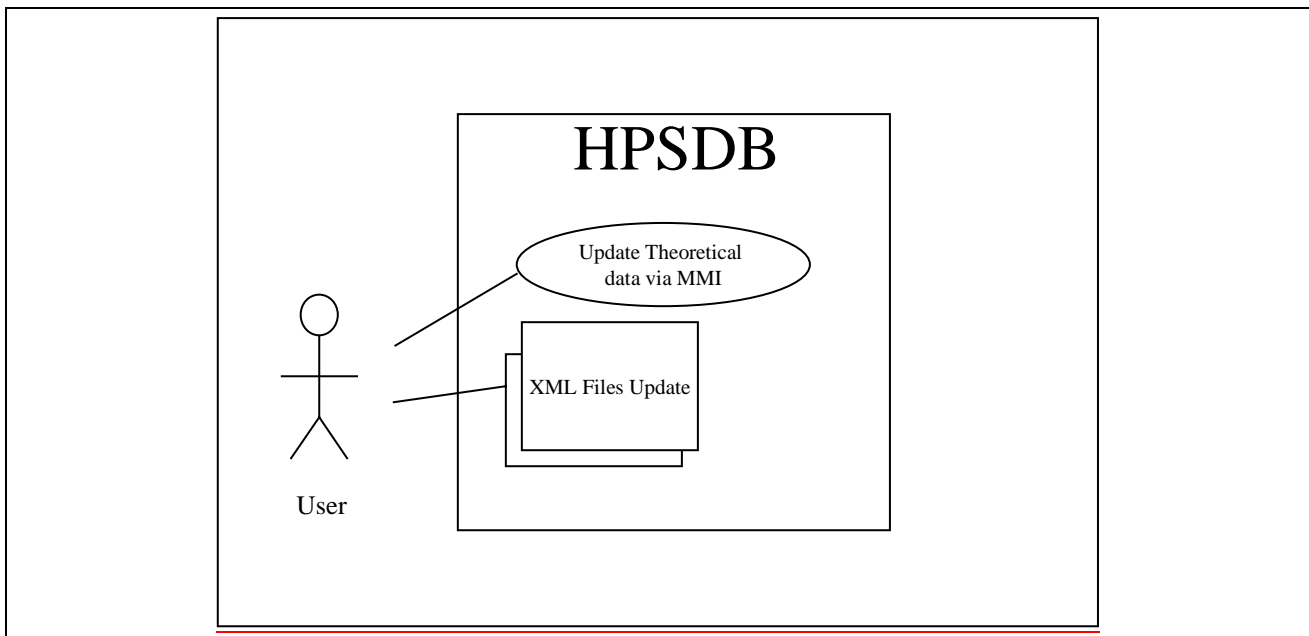 HPSDB
Update Theoretical
data via MMI
XML Files Update
User